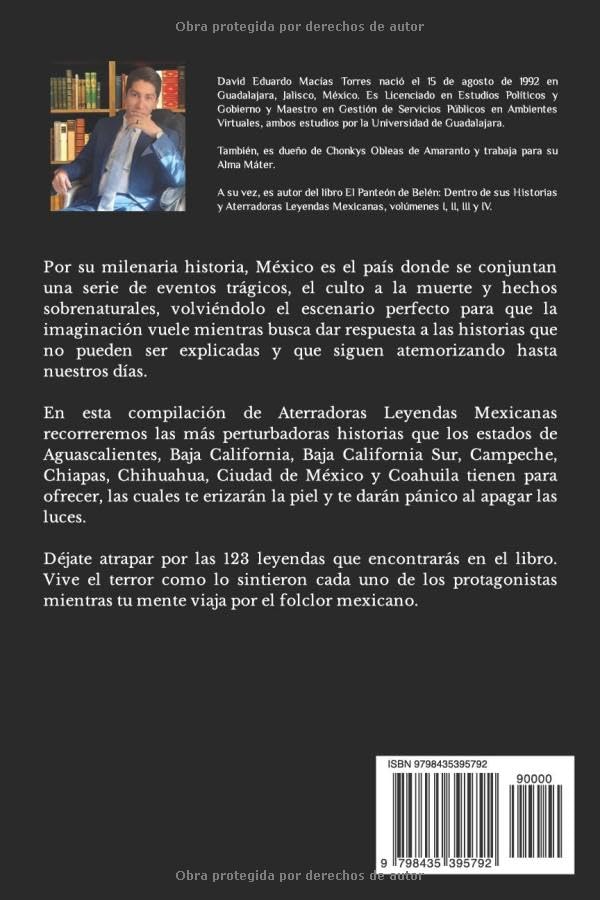 Obra protegida por derechos de autor
David Eduardo Macías Torres nació el 15 de agosto de 1992 en
Guadalajara, Jalisco, México. Es Licenciado en Estudios Políticos y
Gobierno y Maestro en Gestión de Servicios Públicos en Ambientes
Virtuales, ambos estudios por la Universidad de Guadalajara.
También, es dueño de Chonkys Obleas de Amaranto y trabaja para su
Alma Máter.
A su vez, es autor del libro El Panteón de Belén: Dentro de sus Historias
y Aterradoras Leyendas Mexicanas, volúmenes I, II, III y IV.
Por su milenaria historia, México es el país donde se conjuntan
una serie de eventos trágicos, el culto a la muerte y hechos
sobrenaturales, volviéndolo el escenario perfecto para que la
imaginación vuele mientras busca dar respuesta a las historias que
no pueden ser explicadas y que siguen atemorizando hasta
nuestros días.
En esta compilación de Aterradoras Leyendas Mexicanas
recorreremos las más perturbadoras historias que los estados de
Aguascalientes, Baja California, Baja California Sur, Campeche,
Chiapas, Chihuahua, Ciudad de México y Coahuila tienen para
ofrecer, las cuales te erizarán la piel y te darán pánico al apagar las
luces.
Déjate atrapar por las 123 leyendas que encontrarás en el libro.
Vive el terror como lo sintieron cada uno de los protagonistas
mientras tu mente viaja por el folclor mexicano.
ISBN 9798435395792
90000
9 798435 395792
Obra protegida por derechos de autor